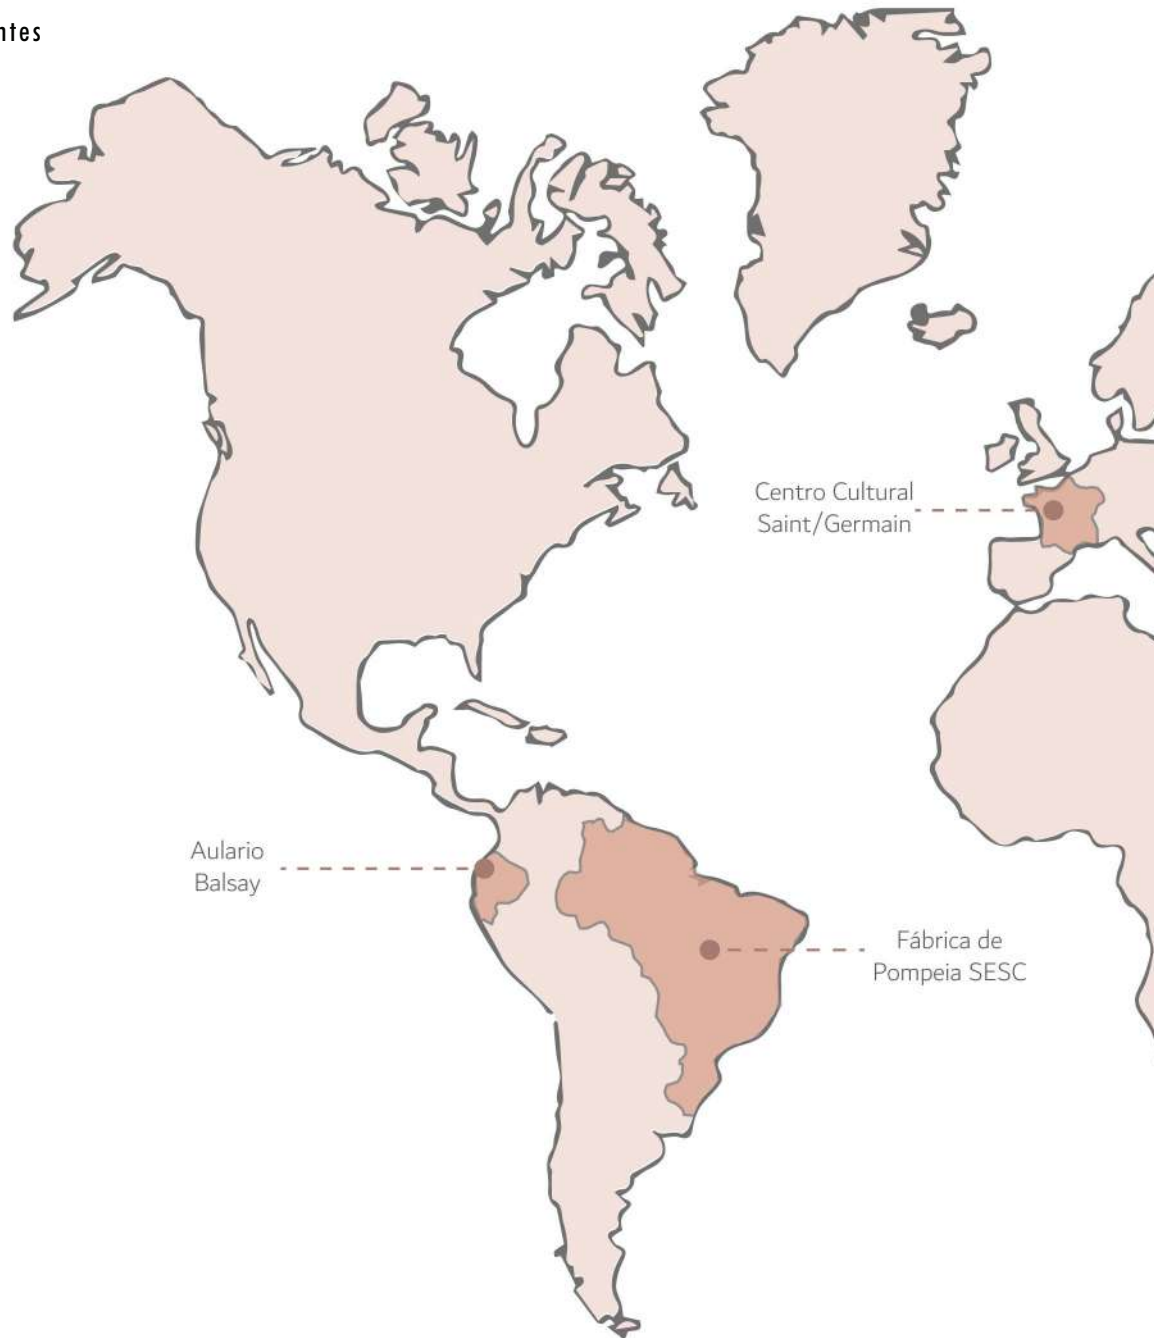 ntes
Centro Cultural
Saint/Germain
Aulario
Balsay
Fábrica de
Pompeia SESC